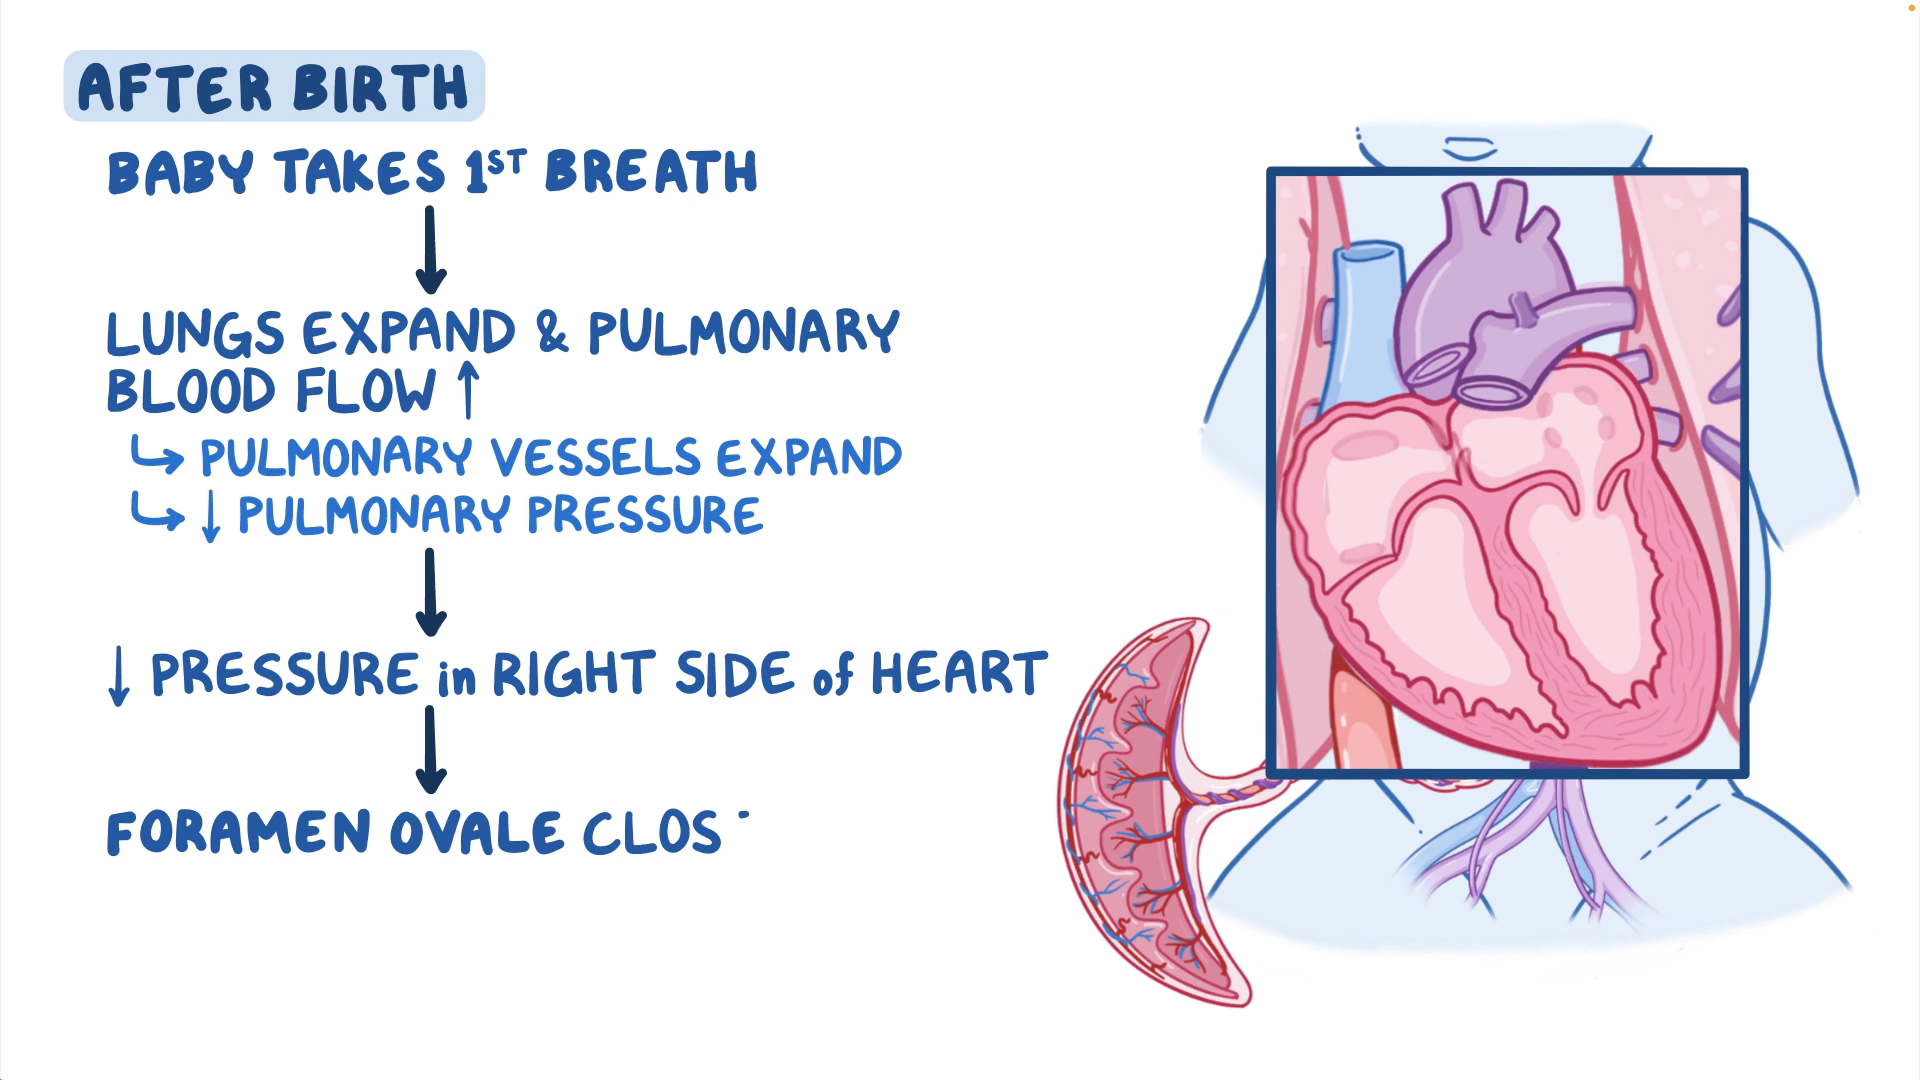 AFTER BIRTH
BABY TAKES 1ST BREATH
LUNGS EXPAND & PULMONARY
BLOOD FLOW ↑
↳ PULMONARY VESSELS EXPAND
↳ ↓ PULMONARY PRESSURE
↓ PRESSURE in RIGHT SIDE of HEART
FORAMEN OVALE CLOS